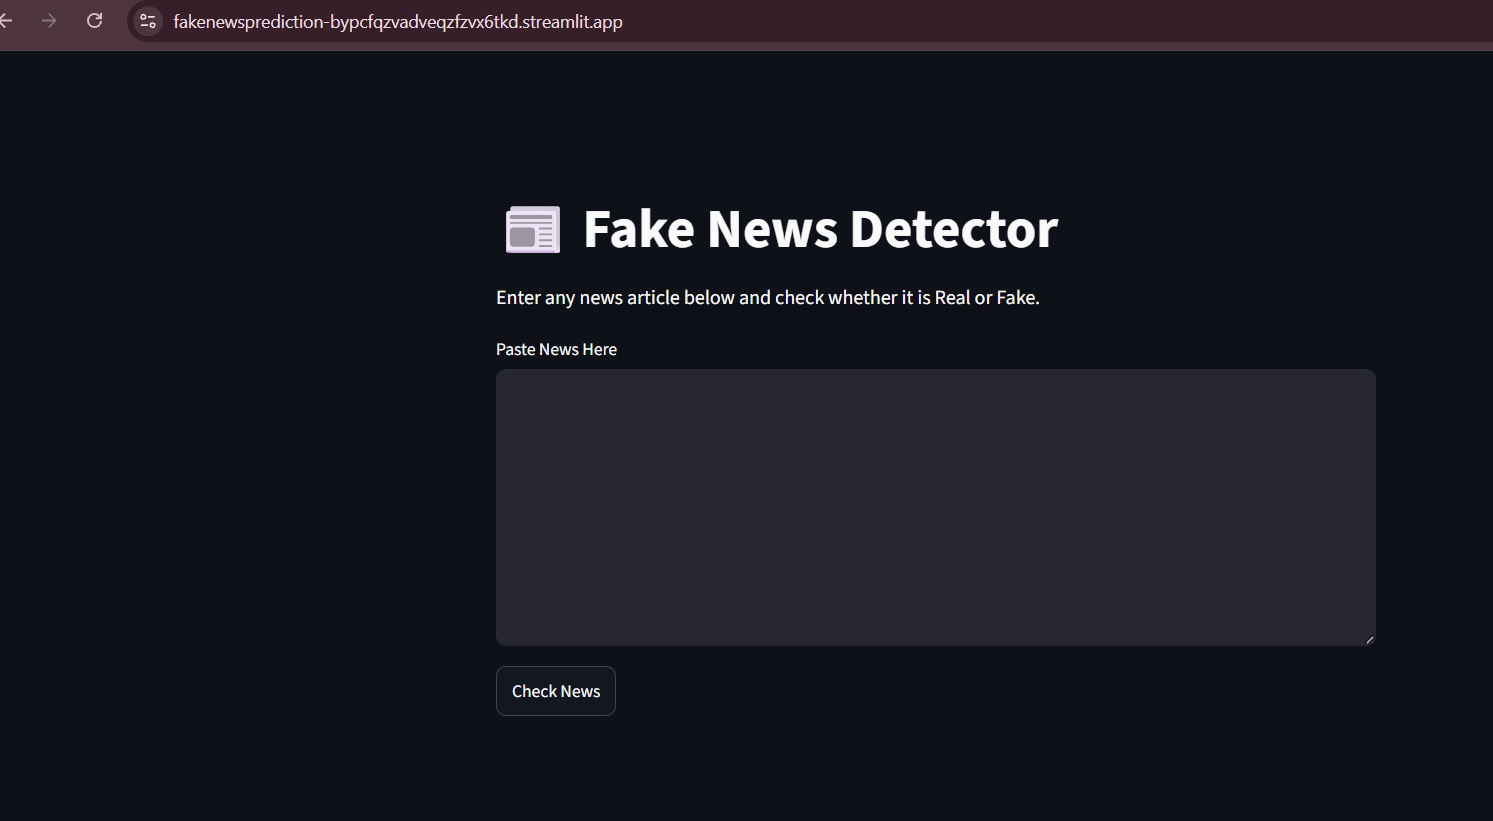 fakenewsprediction-bypcfqzvadveqzfzvx6tkd.streamlit.app
Fake News Detector
Enter any news article below and check whether it is Real or Fake.
Paste News Here
Check News